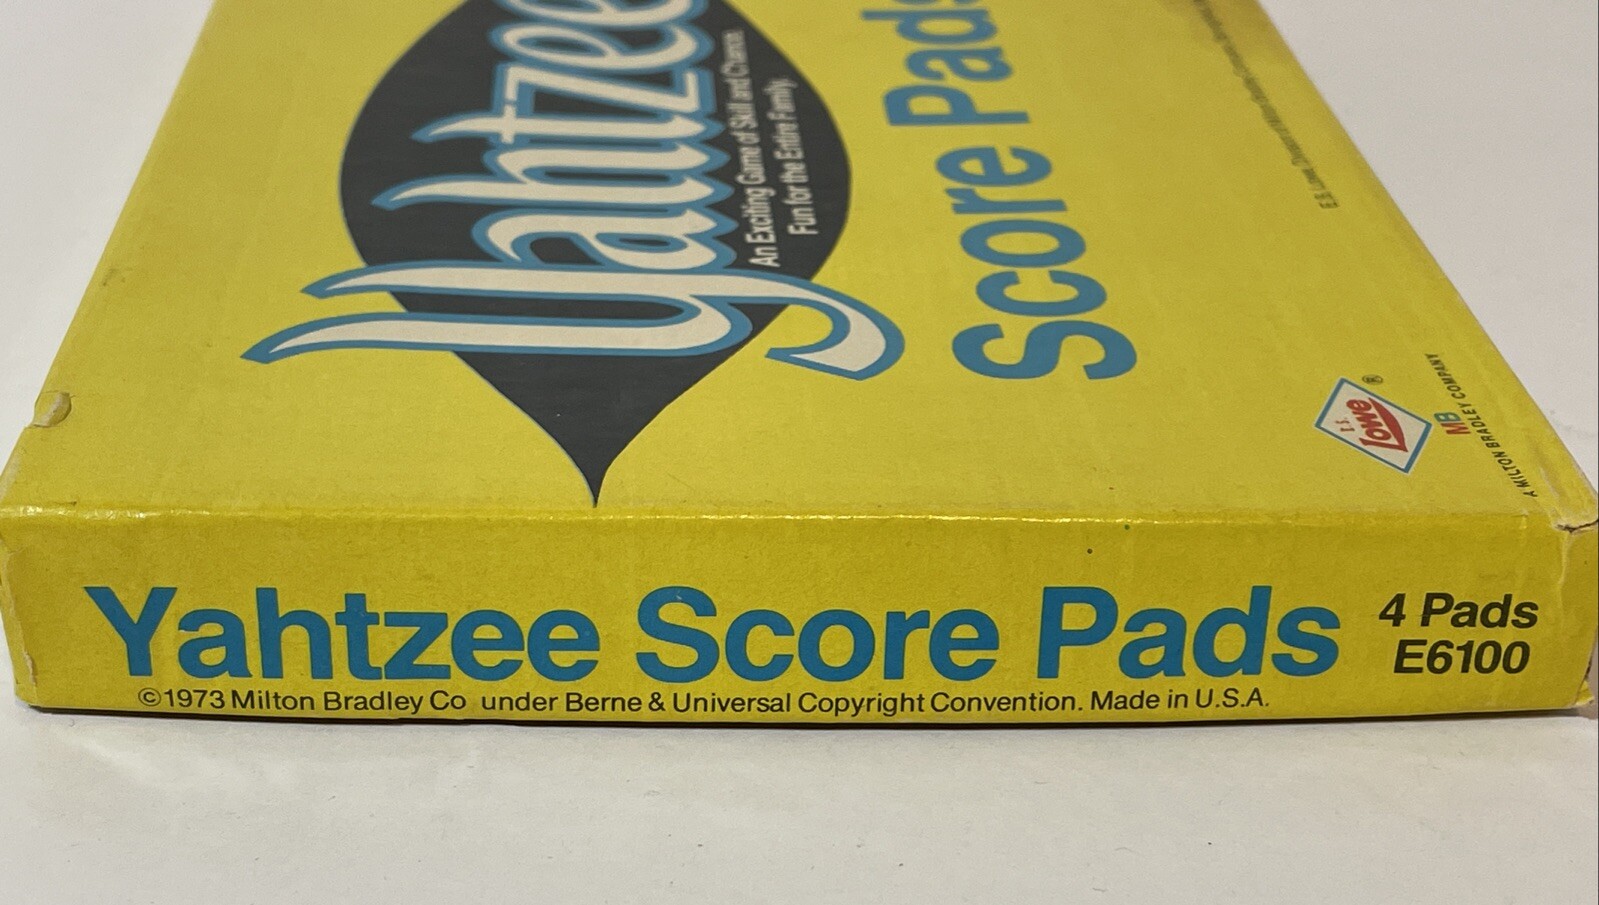 Yahtzee
An Exciting Game of Skill and Chance.
Fun for the Entire Family.
Score Pads
E.S.
Lowe
®
MB
A MILTON BRADLEY COMPANY
Yahtzee Score Pads
4 Pads
E6100
©1973 Milton Bradley Co under Berne & Universal Copyright Convention. Made in U.S.A.